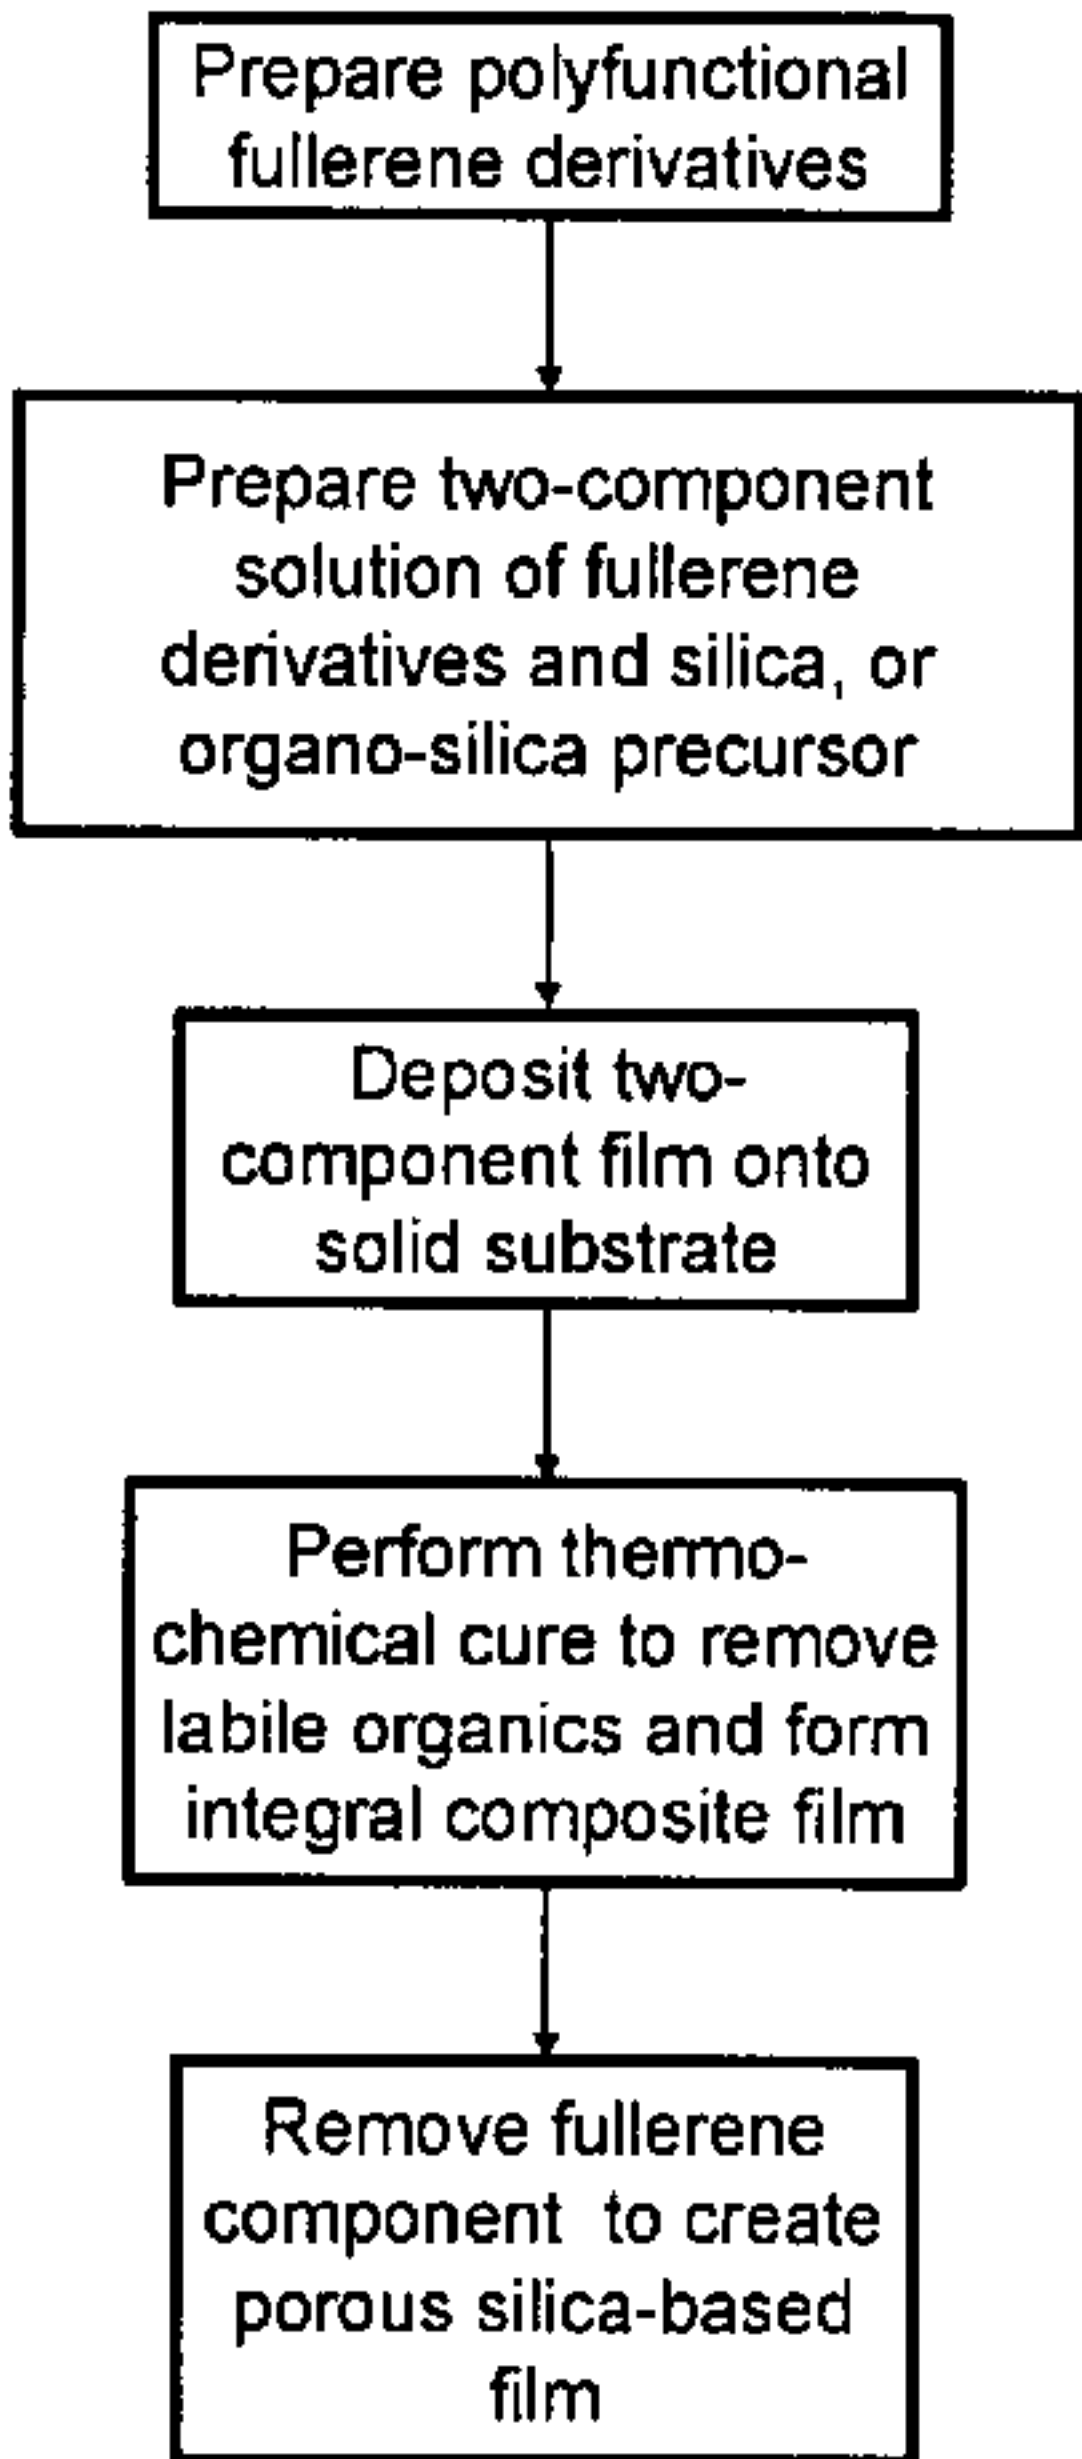 Prepare polyfunctional
fullerene derivatives
Prepare two-component
solution of fullerene
derivatives and silica, or
organo-silica precursor
Deposit two-
component film onto
solid substrate
Perform thermo-
chemical cure to remove
labile organics and form
integral composite film
Remove fullerene
component to create
porous silica-based
film